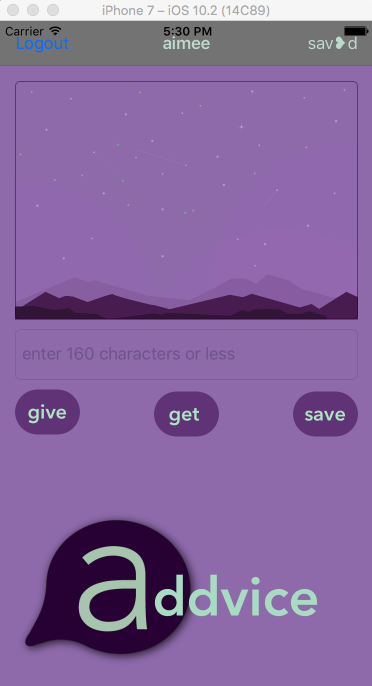 iPhone 7 – iOS 10.2 (14C89)
Carrier 5:30 PM
Logout aimee sav❥d
enter 160 characters or less
give get save
addvice